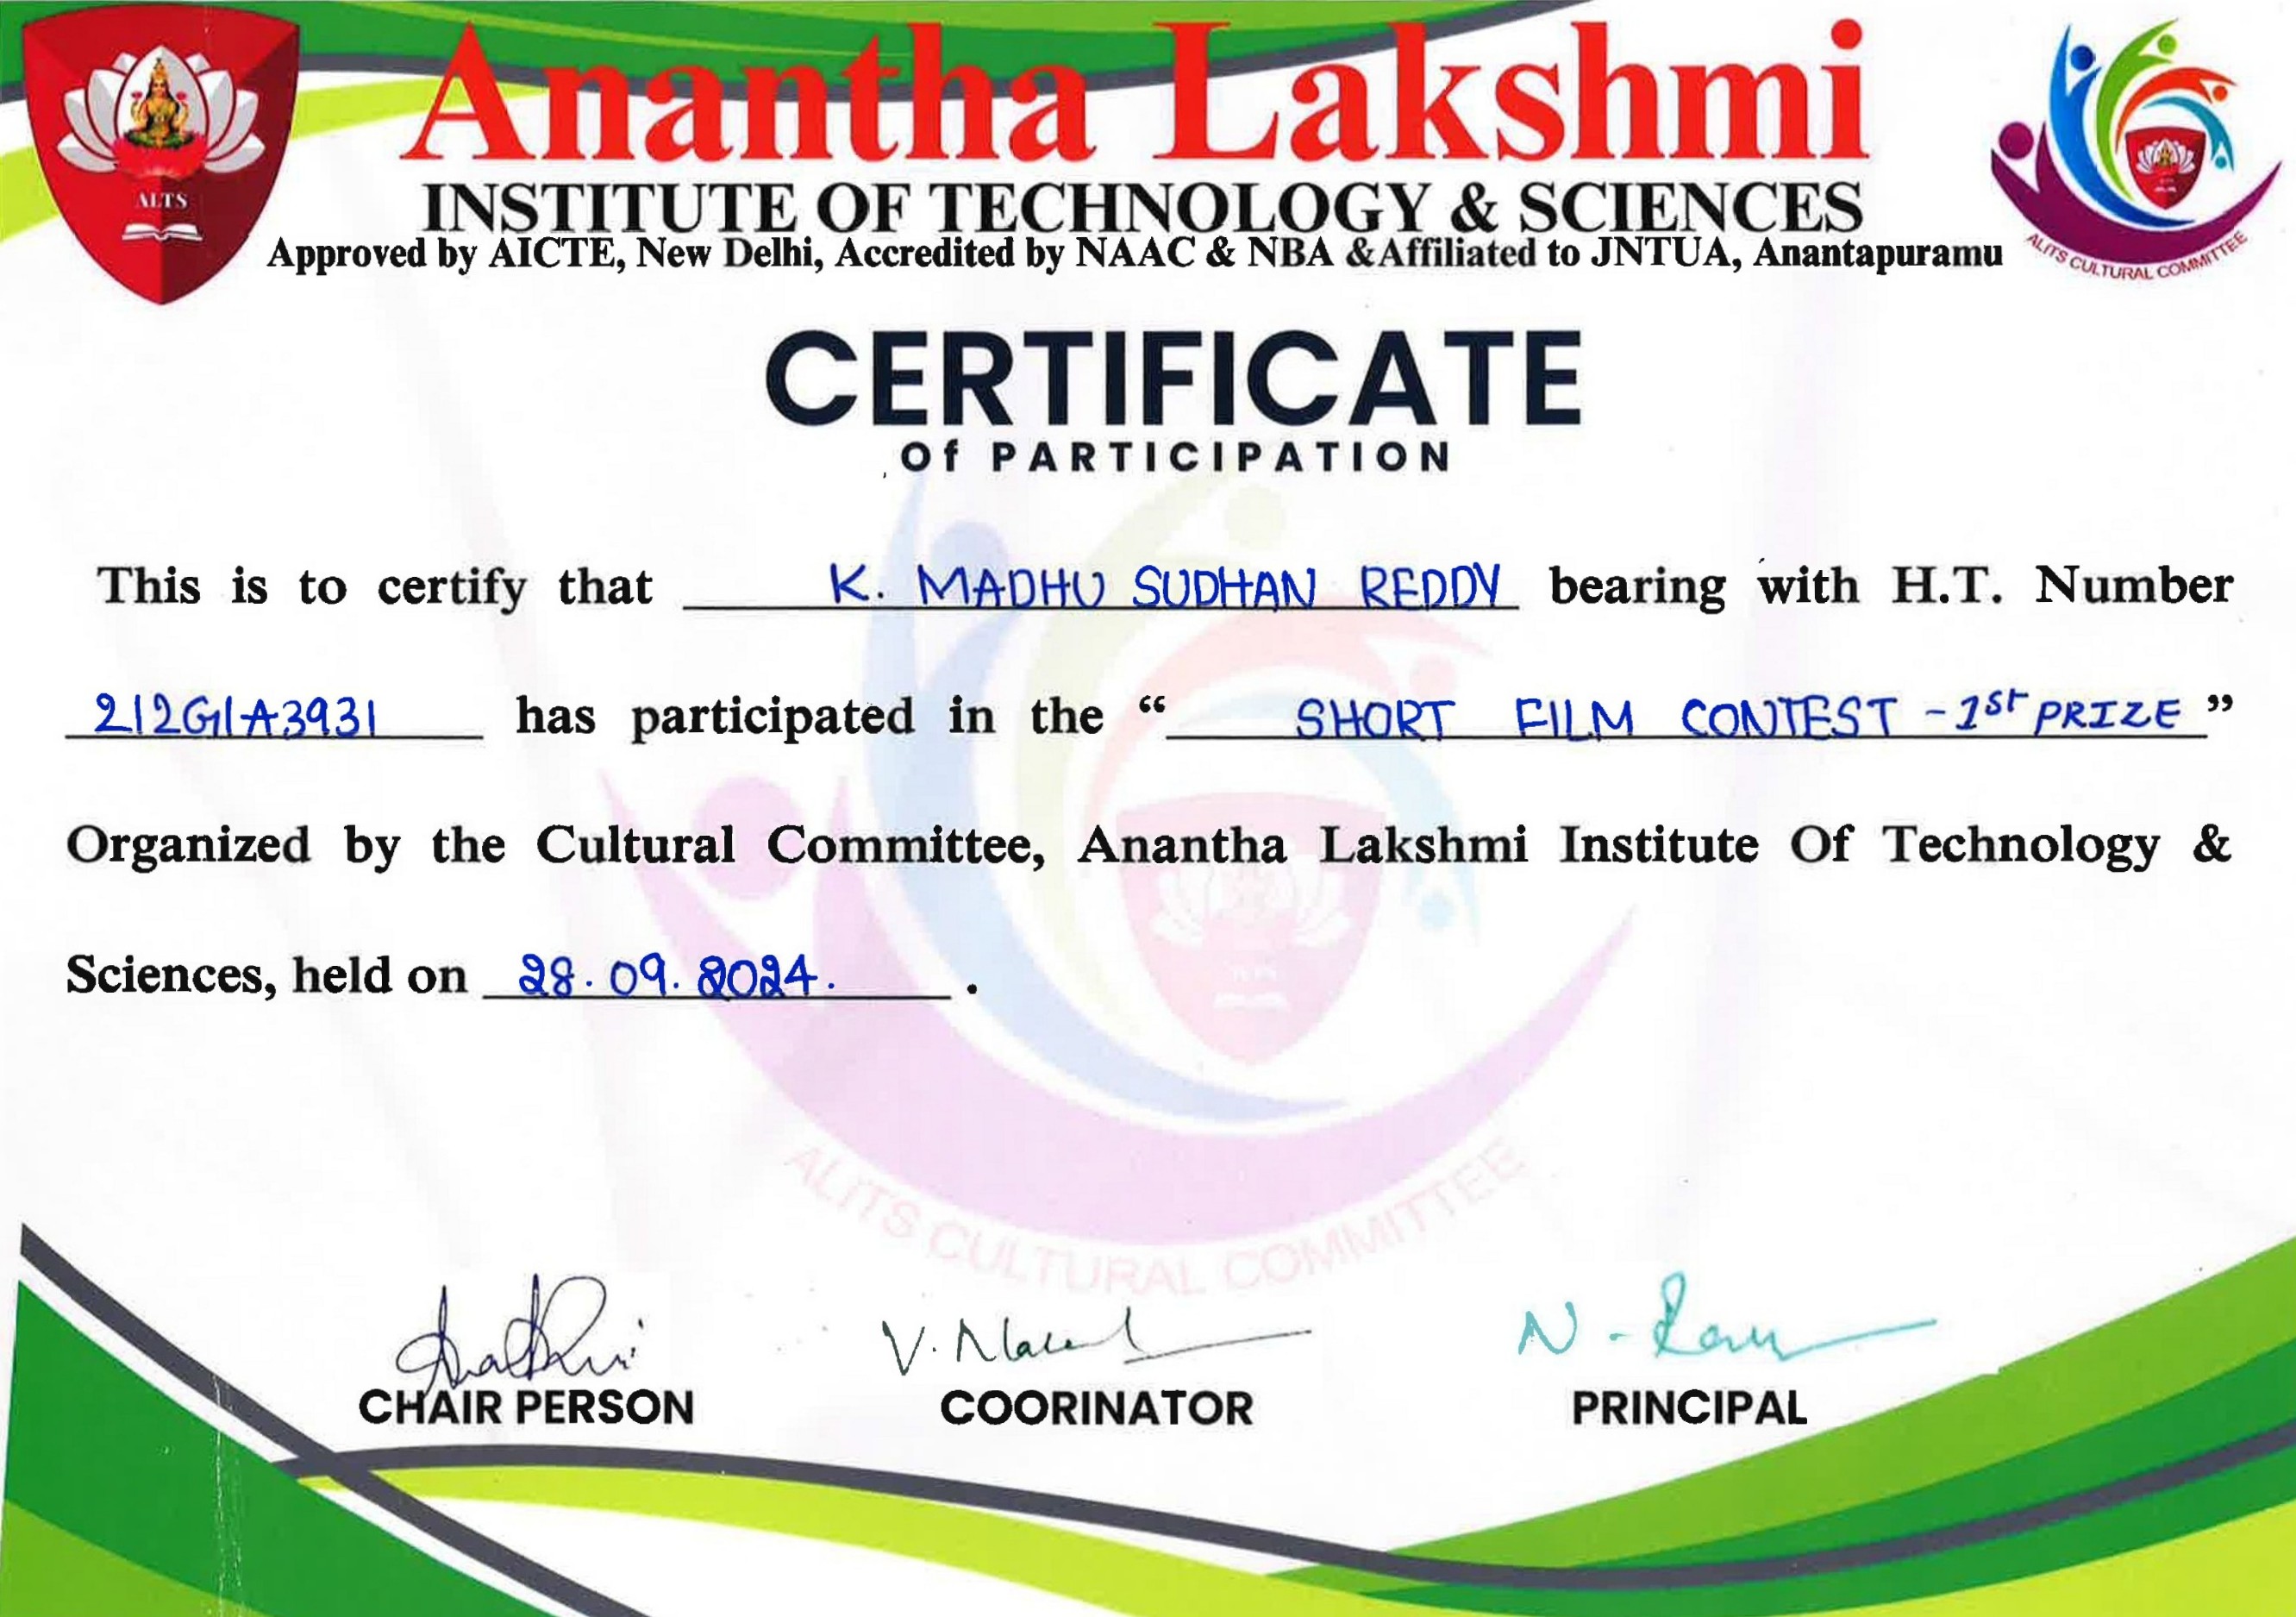 Anantha Lakshmi
INSTITUTE OF TECHNOLOGY & SCIENCES
Approved by AICTE, New Delhi, Accredited by NAAC & NBA &Affiliated to JNTUA, Anantapuramu
ALTS
ALITS CULTURAL COMMITTEE
CERTIFICATE
Of PARTICIPATION
This is to certify that K. MADHU SUDHAN REDDY bearing with H.T. Number
212G1A3931 has participated in the “ SHORT FILM CONTEST - 1st PRIZE ”
Organized by the Cultural Committee, Anantha Lakshmi Institute Of Technology &
Sciences, held on 28.09.2024. .
ALITS CULTURAL COMMITTEE
CHAIR PERSON
COORINATOR
PRINCIPAL